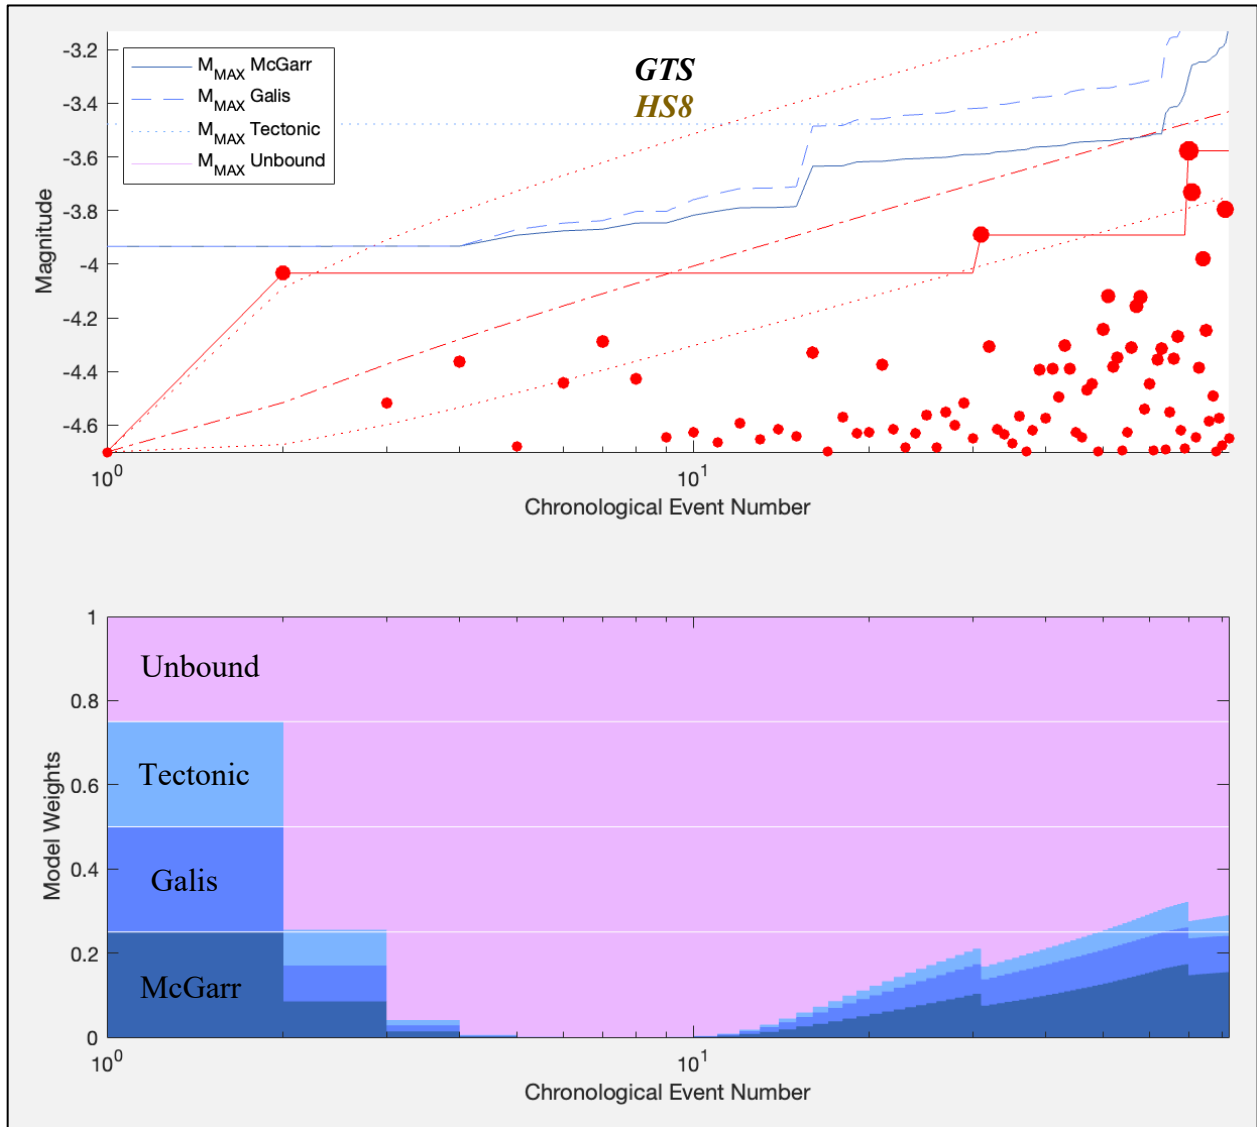 -3.2
-3.4
-3.6
-3.8
-4
-4.2
-4.4
-4.6
Magnitude
M_MAX McGarr
M_MAX Galis
M_MAX Tectonic
M_MAX Unbound
GTS
HS8
10^0
10^1
Chronological Event Number
1
0.8
0.6
0.4
0.2
0
Model Weights
Unbound
Tectonic
Galis
McGarr
10^0
10^1
Chronological Event Number